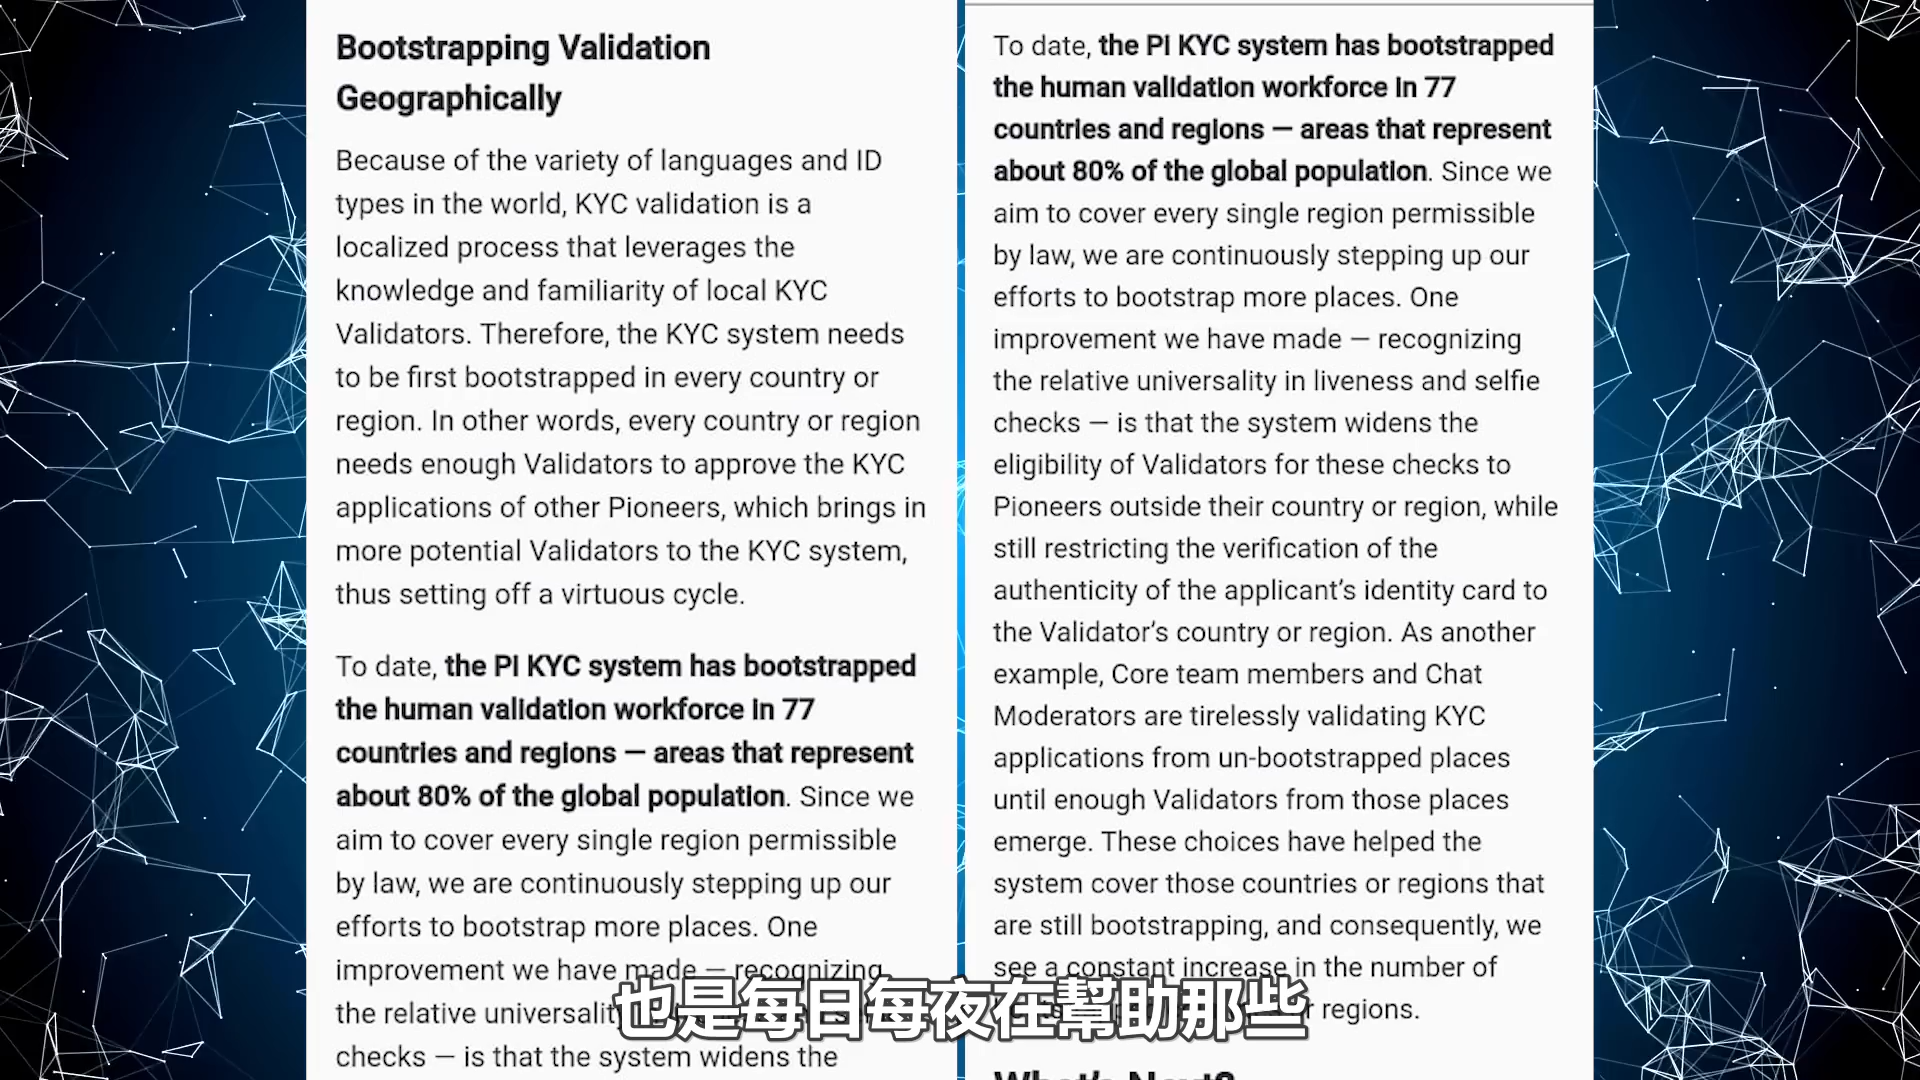 Bootstrapping Validation
Geographically
Because of the variety of languages and ID
types in the world, KYC validation is a
localized process that leverages the
knowledge and familiarity of local KYC
Validators. Therefore, the KYC system needs
to be first bootstrapped in every country or
region. In other words, every country or region
needs enough Validators to approve the KYC
applications of other Pioneers, which brings in
more potential Validators to the KYC system,
thus setting off a virtuous cycle.
To date, the Pi KYC system has bootstrapped
the human validation workforce in 77
countries and regions — areas that represent
about 80% of the global population. Since we
aim to cover every single region permissible
by law, we are continuously stepping up our
efforts to bootstrap more places. One
improvement we have made — recognizing
the relative universality
checks — is that the system widens the
To date, the Pi KYC system has bootstrapped
the human validation workforce in 77
countries and regions — areas that represent
about 80% of the global population. Since we
aim to cover every single region permissible
by law, we are continuously stepping up our
efforts to bootstrap more places. One
improvement we have made — recognizing
the relative universality in liveness and selfie
checks — is that the system widens the
eligibility of Validators for these checks to
Pioneers outside their country or region, while
still restricting the verification of the
authenticity of the applicant's identity card to
the Validator's country or region. As another
example, Core team members and Chat
Moderators are tirelessly validating KYC
applications from un-bootstrapped places
until enough Validators from those places
emerge. These choices have helped the
system cover those countries or regions that
are still bootstrapping, and consequently, we
see a constant increase in the number of
regions.
What's Next?
也是每日每夜在幫助那些